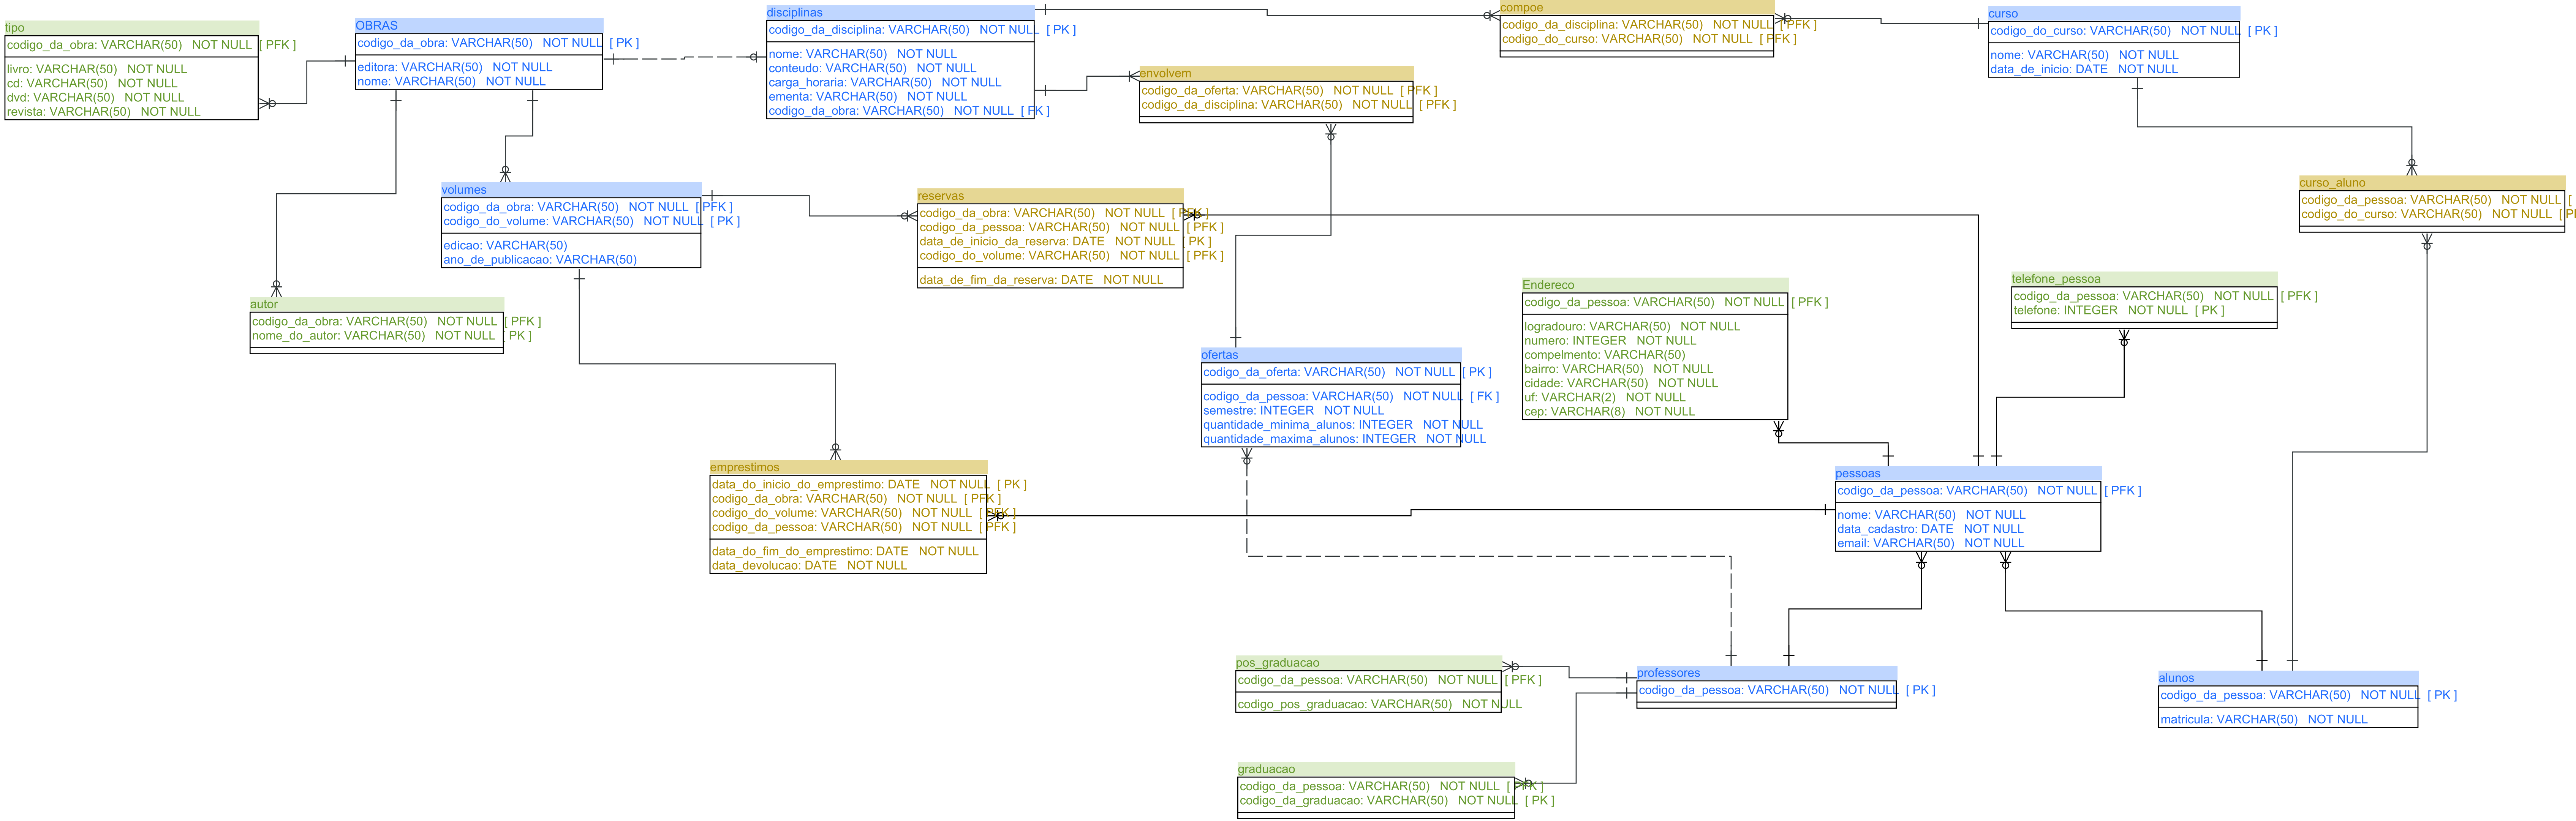 tipo
codigo_da_obra: VARCHAR(50) NOT NULL [ PFK ]
livro: VARCHAR(50) NOT NULL
cd: VARCHAR(50) NOT NULL
dvd: VARCHAR(50) NOT NULL
revista: VARCHAR(50) NOT NULL
OBRAS
codigo_da_obra: VARCHAR(50) NOT NULL [ PK ]
editora: VARCHAR(50) NOT NULL
nome: VARCHAR(50) NOT NULL
disciplinas
codigo_da_disciplina: VARCHAR(50) NOT NULL [ PK ]
nome: VARCHAR(50) NOT NULL
conteudo: VARCHAR(50) NOT NULL
carga_horaria: VARCHAR(50) NOT NULL
ementa: VARCHAR(50) NOT NULL
codigo_da_obra: VARCHAR(50) NOT NULL [ FK ]
compoe
codigo_da_disciplina: VARCHAR(50) NOT NULL [ PFK ]
codigo_do_curso: VARCHAR(50) NOT NULL [ PFK ]
curso
codigo_do_curso: VARCHAR(50) NOT NULL [ PK ]
nome: VARCHAR(50) NOT NULL
data_de_inicio: DATE NOT NULL
envolvem
codigo_da_oferta: VARCHAR(50) NOT NULL [ PFK ]
codigo_da_disciplina: VARCHAR(50) NOT NULL [ PFK ]
volumes
codigo_da_obra: VARCHAR(50) NOT NULL [ PFK ]
codigo_do_volume: VARCHAR(50) NOT NULL [ PK ]
edicao: VARCHAR(50)
ano_de_publicacao: VARCHAR(50)
reservas
codigo_da_obra: VARCHAR(50) NOT NULL [ PFK ]
codigo_da_pessoa: VARCHAR(50) NOT NULL [ PFK ]
data_de_inicio_da_reserva: DATE NOT NULL [ PK ]
codigo_do_volume: VARCHAR(50) NOT NULL [ PFK ]
data_de_fim_da_reserva: DATE NOT NULL
curso_aluno
codigo_da_pessoa: VARCHAR(50) NOT NULL [
codigo_do_curso: VARCHAR(50) NOT NULL [
autor
codigo_da_obra: VARCHAR(50) NOT NULL [ PFK ]
nome_do_autor: VARCHAR(50) NOT NULL [ PK ]
Endereco
codigo_da_pessoa: VARCHAR(50) NOT NULL [ PFK ]
logradouro: VARCHAR(50) NOT NULL
numero: INTEGER NOT NULL
compelmento: VARCHAR(50)
bairro: VARCHAR(50) NOT NULL
cidade: VARCHAR(50) NOT NULL
uf: VARCHAR(2) NOT NULL
cep: VARCHAR(8) NOT NULL
telefone_pessoa
codigo_da_pessoa: VARCHAR(50) NOT NULL [ PFK ]
telefone: INTEGER NOT NULL [ PK ]
ofertas
codigo_da_oferta: VARCHAR(50) NOT NULL [ PK ]
codigo_da_pessoa: VARCHAR(50) NOT NULL [ FK ]
semestre: INTEGER NOT NULL
quantidade_minima_alunos: INTEGER NOT NULL
quantidade_maxima_alunos: INTEGER NOT NULL
emprestimos
data_do_inicio_do_emprestimo: DATE NOT NULL [ PK ]
codigo_da_obra: VARCHAR(50) NOT NULL [ PFK ]
codigo_do_volume: VARCHAR(50) NOT NULL [ PFK ]
codigo_da_pessoa: VARCHAR(50) NOT NULL [ PFK ]
data_do_fim_do_emprestimo: DATE NOT NULL
data_devolucao: DATE NOT NULL
pessoas
codigo_da_pessoa: VARCHAR(50) NOT NULL [ PFK ]
nome: VARCHAR(50) NOT NULL
data_cadastro: DATE NOT NULL
email: VARCHAR(50) NOT NULL
pos_graduacao
codigo_da_pessoa: VARCHAR(50) NOT NULL [ PFK ]
codigo_pos_graduacao: VARCHAR(50) NOT NULL
professores
codigo_da_pessoa: VARCHAR(50) NOT NULL [ PK ]
alunos
codigo_da_pessoa: VARCHAR(50) NOT NULL [ PK ]
matricula: VARCHAR(50) NOT NULL
graduacao
codigo_da_pessoa: VARCHAR(50) NOT NULL [ PFK ]
codigo_da_graduacao: VARCHAR(50) NOT NULL [ PK ]